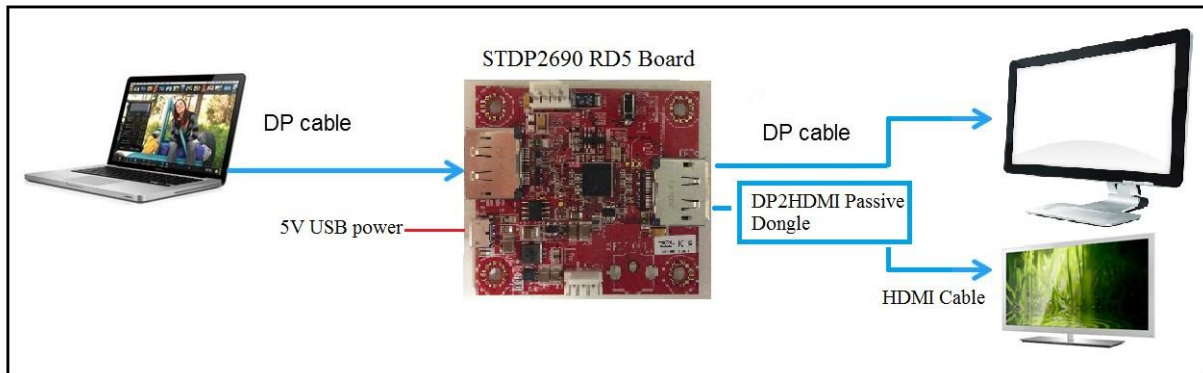 STDP2690 RD5 Board
DP cable
DP cable
5V USB power
DP2HDMI Passive
Dongle
HDMI Cable